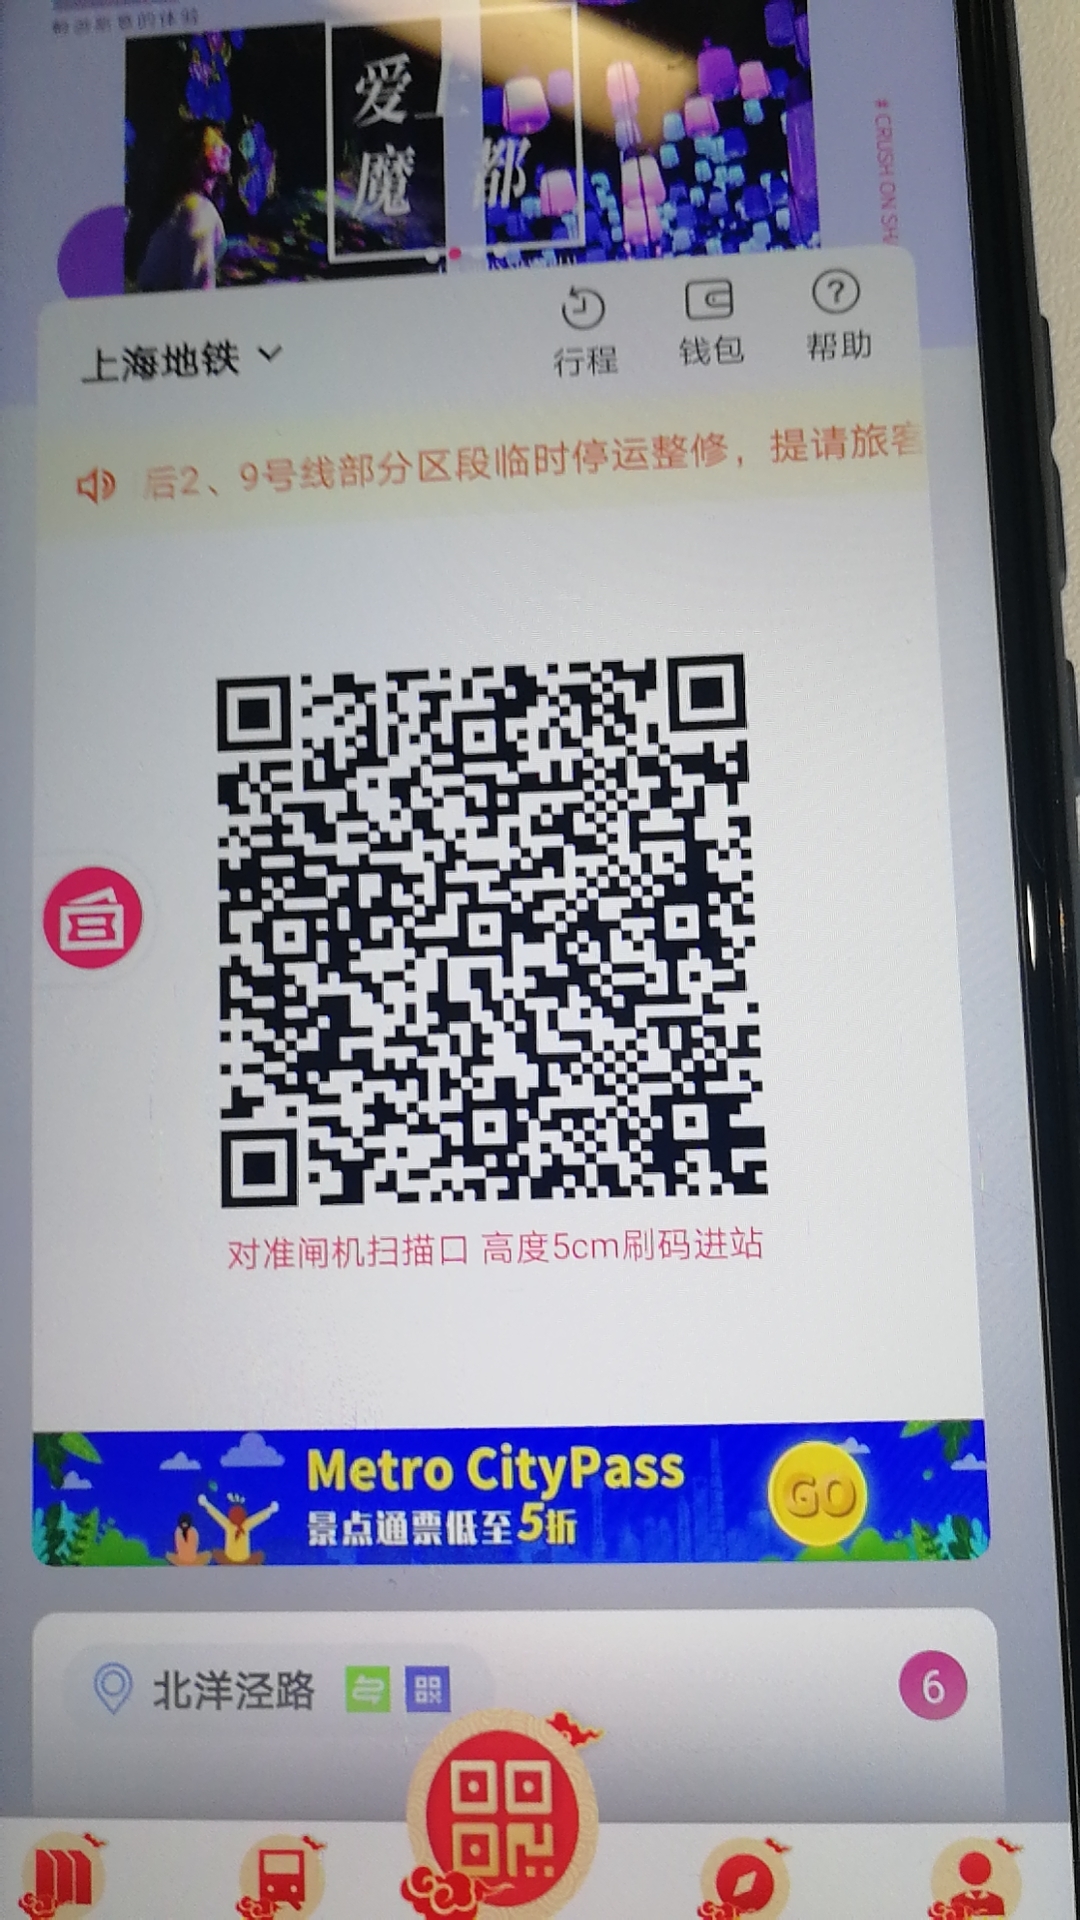 爱上
魔都
#CRUSH ON SH
上海地铁
行程
钱包
帮助
后2、9号线部分区段临时停运整修，提请旅客
对准闸机扫描口 高度5cm刷码进站
Metro CityPass
景点通票低至5折
GO
北洋泾路
6